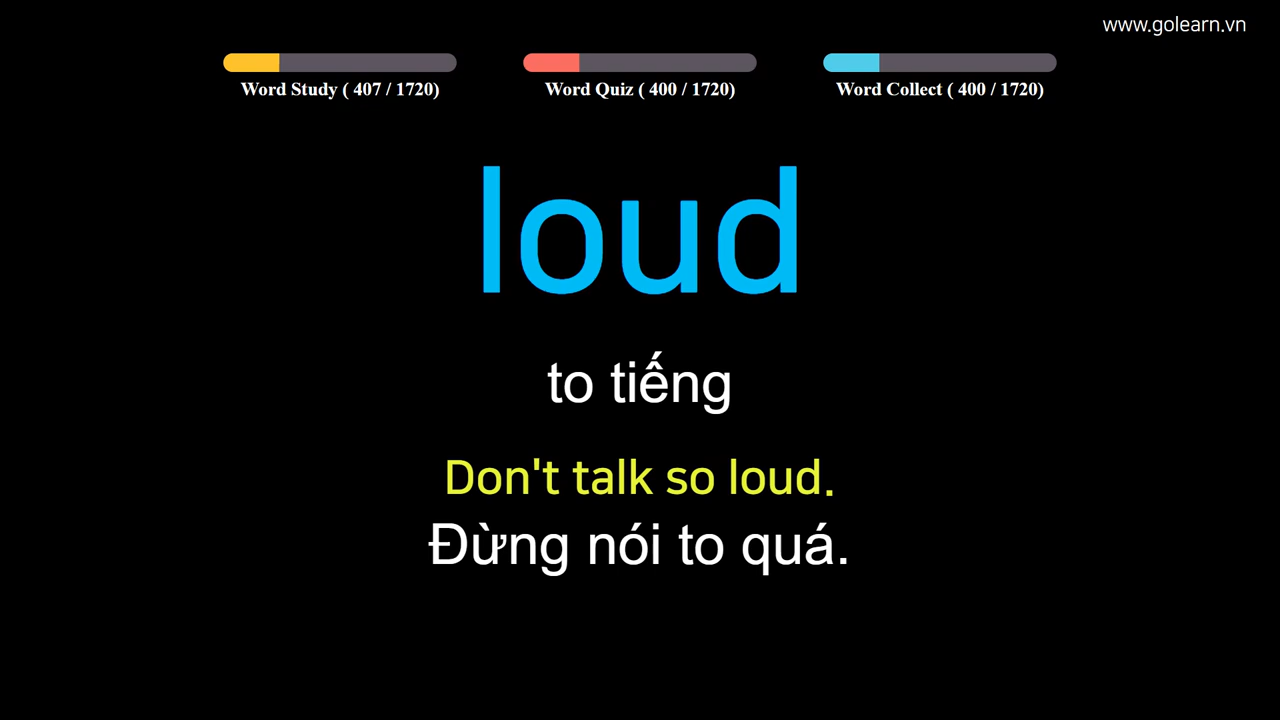 www.golearn.vn
Word Study ( 407 / 1720)
Word Quiz ( 400 / 1720)
Word Collect ( 400 / 1720)
loud
to tiếng
Don't talk so loud.
Đừng nói to quá.